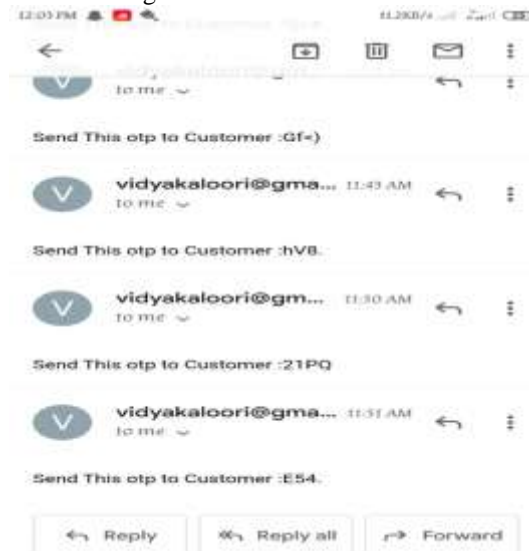 12:03 PM
to me
Send This otp to Customer :Gf<)
V
vidyakaloori@gma... 11:43 AM
to me
Send This otp to Customer :hV8.
V
vidyakaloori@gm... 11:50 AM
to me
Send This otp to Customer :21PQ
V
vidyakaloori@gma... 11:51 AM
to me
Send This otp to Customer :E54.
Reply Reply all Forward